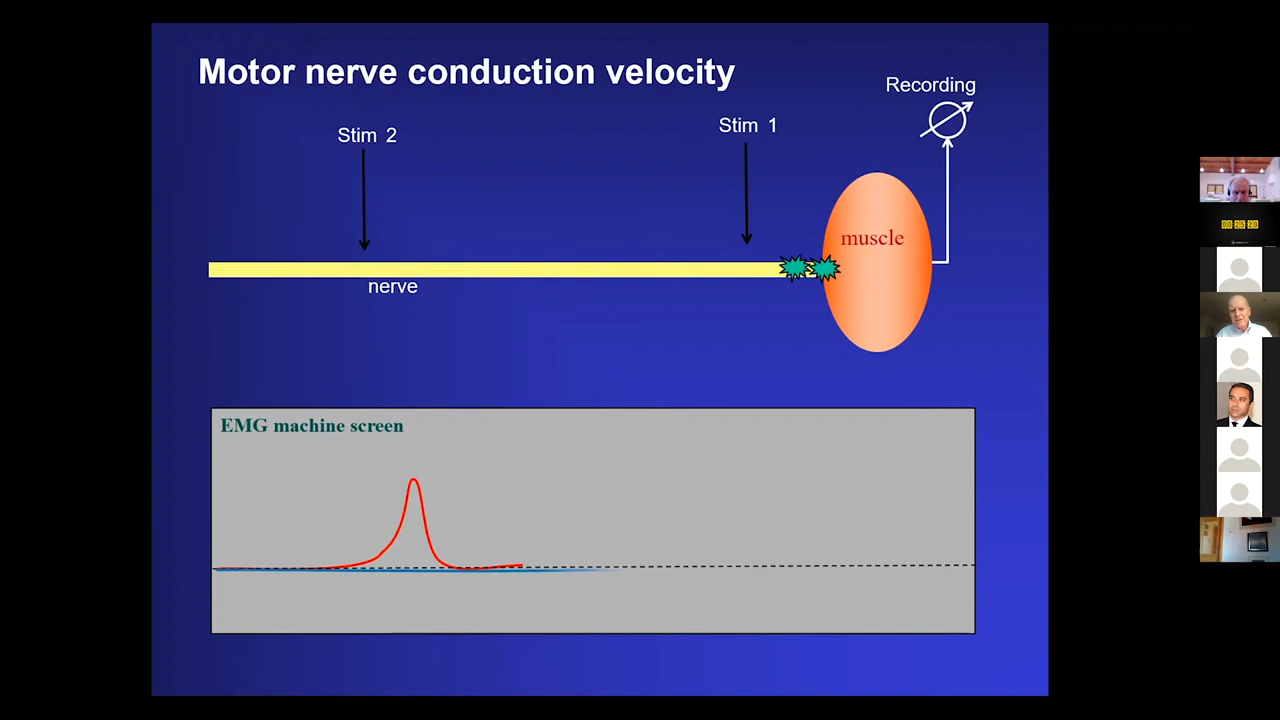 Motor nerve conduction velocity
Recording
Stim 2
Stim 1
muscle
nerve
EMG machine screen